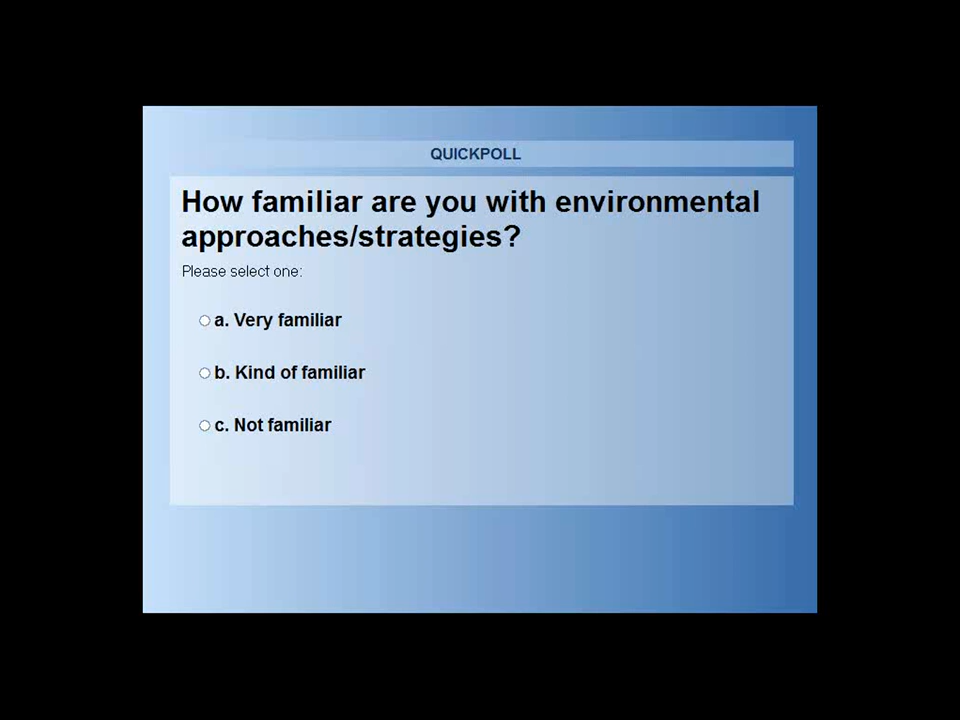 QUICKPOLL
How familiar are you with environmental
approaches/strategies?
Please select one:
a. Very familiar
b. Kind of familiar
c. Not familiar